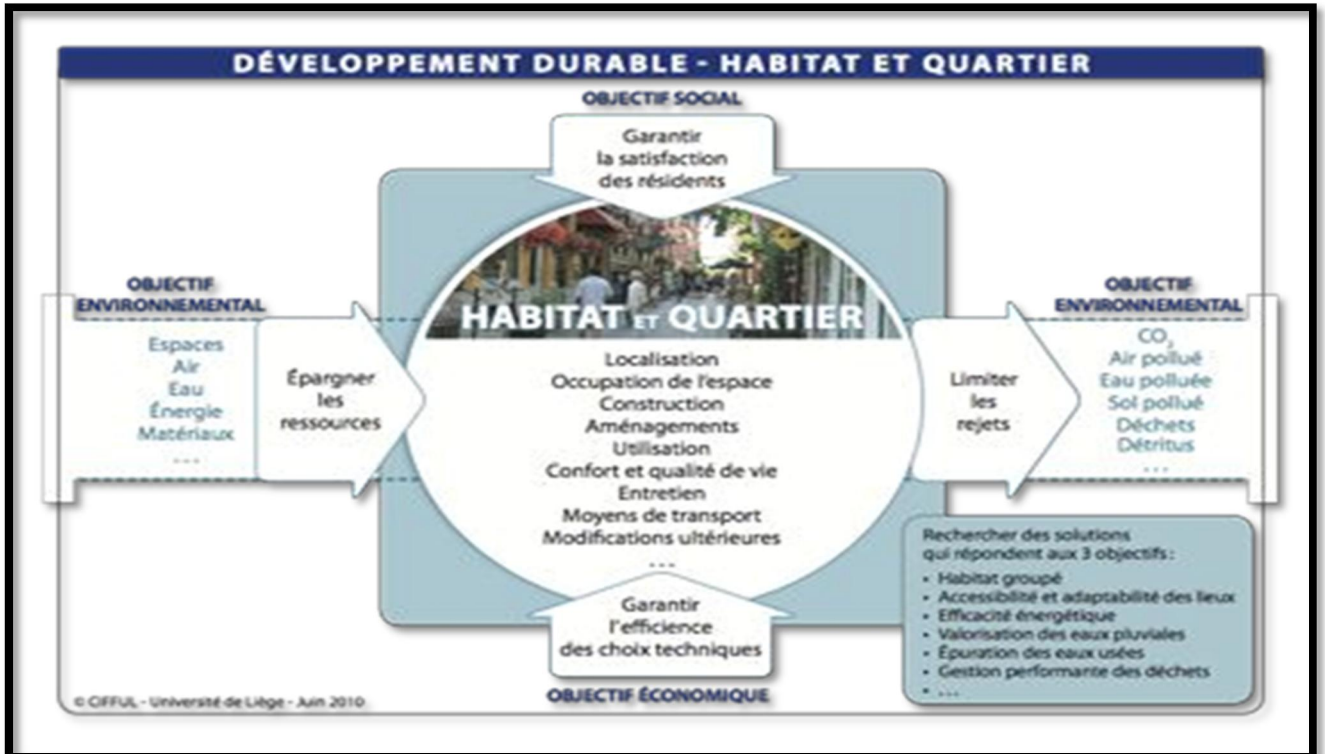 DÉVELOPPEMENT DURABLE - HABITAT ET QUARTIER
OBJECTIF SOCIAL
Garantir
la satisfaction
des résidents
OBJECTIF
ENVIRONNEMENTAL
Espaces
Air
Eau
Énergie
Matériaux
...
Épargner
les
ressources
HABITAT ET QUARTIER
Localisation
Occupation de l'espace
Construction
Aménagements
Utilisation
Confort et qualité de vie
Entretien
Moyens de transport
Modifications ultérieures
...
Limiter
les
rejets
OBJECTIF
ENVIRONNEMENTAL
CO₂
Air pollué
Eau polluée
Sol pollué
Déchets
Détritus
...
Garantir
l'efficience
des choix techniques
OBJECTIF ÉCONOMIQUE
Rechercher des solutions
qui répondent aux 3 objectifs :
• Habitat groupé
• Accessibilité et adaptabilité des lieux
• Efficacité énergétique
• Valorisation des eaux pluviales
• Épuration des eaux usées
• Gestion performante des déchets
• ...
© CIFFUL - Université de Liège - Juin 2010